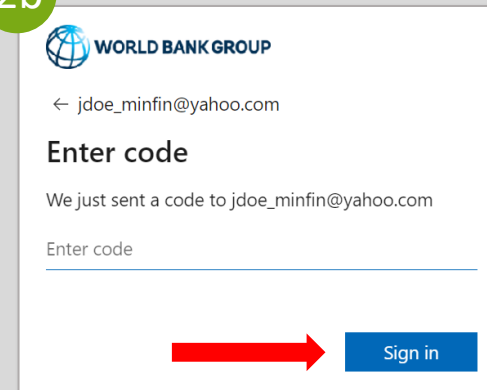 2b
WORLD BANK GROUP
← jdoe_minfin@yahoo.com
Enter code
We just sent a code to jdoe_minfin@yahoo.com
Enter code
Sign in